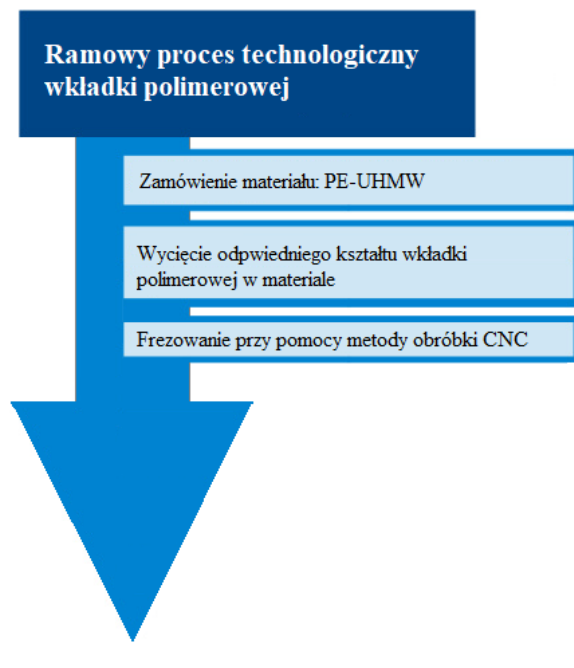 Ramowy proces technologiczny
wkładki polimerowej
Zamówienie materiału: PE-UHMW
Wycięcie odpwiedniego kształtu wkładki
polimerowej w materiale
Frezowanie przy pomocy metody obróbki CNC